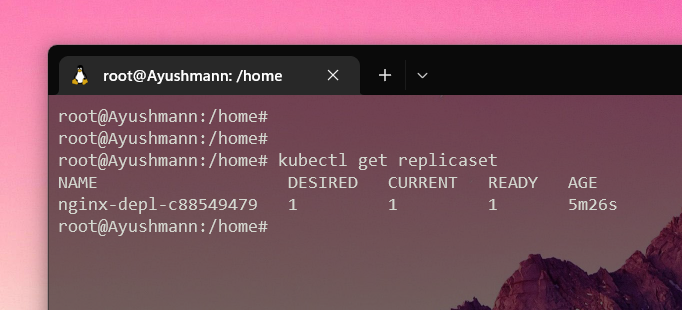 root@Ayushmann: /home
root@Ayushmann:/home#
root@Ayushmann:/home#
root@Ayushmann:/home# kubectl get replicaset
NAME DESIRED CURRENT READY AGE
nginx-depl-c88549479 1 1 1 5m26s
root@Ayushmann:/home#